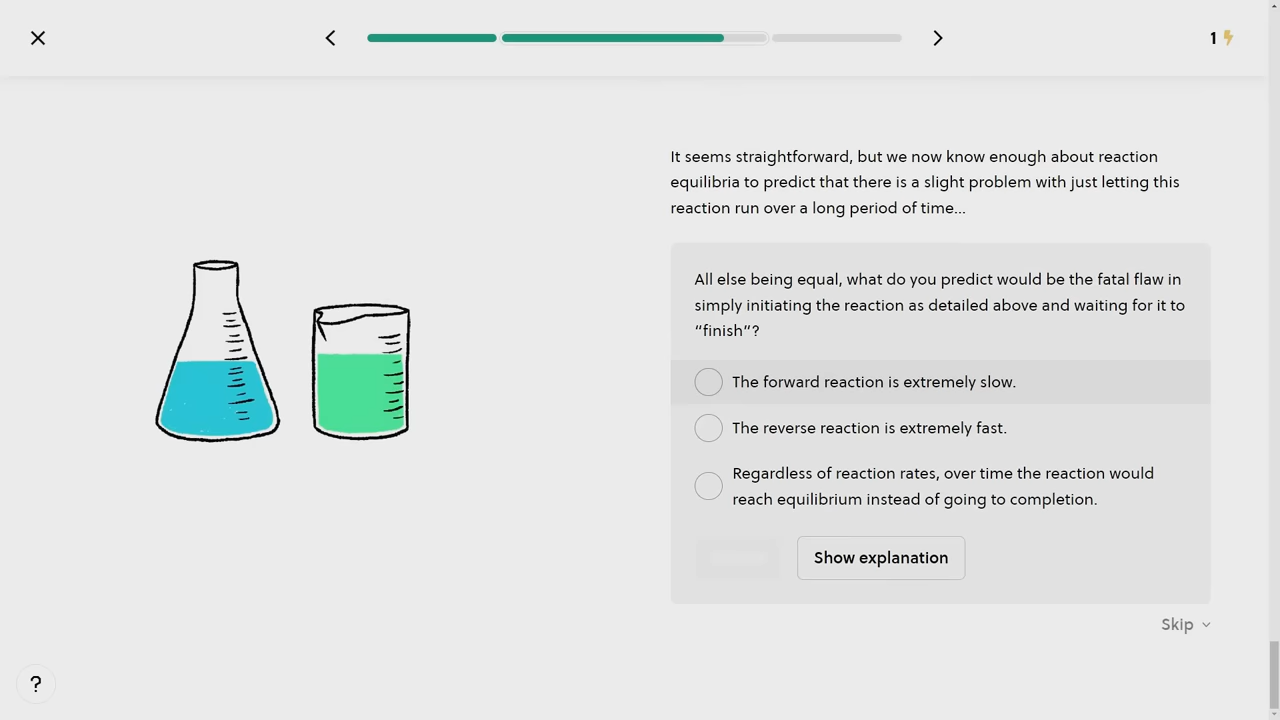 1
It seems straightforward, but we now know enough about reaction
equilibria to predict that there is a slight problem with just letting this
reaction run over a long period of time...
All else being equal, what do you predict would be the fatal flaw in
simply initiating the reaction as detailed above and waiting for it to
“finish”?
The forward reaction is extremely slow.
The reverse reaction is extremely fast.
Regardless of reaction rates, over time the reaction would
reach equilibrium instead of going to completion.
Show explanation
Skip
?